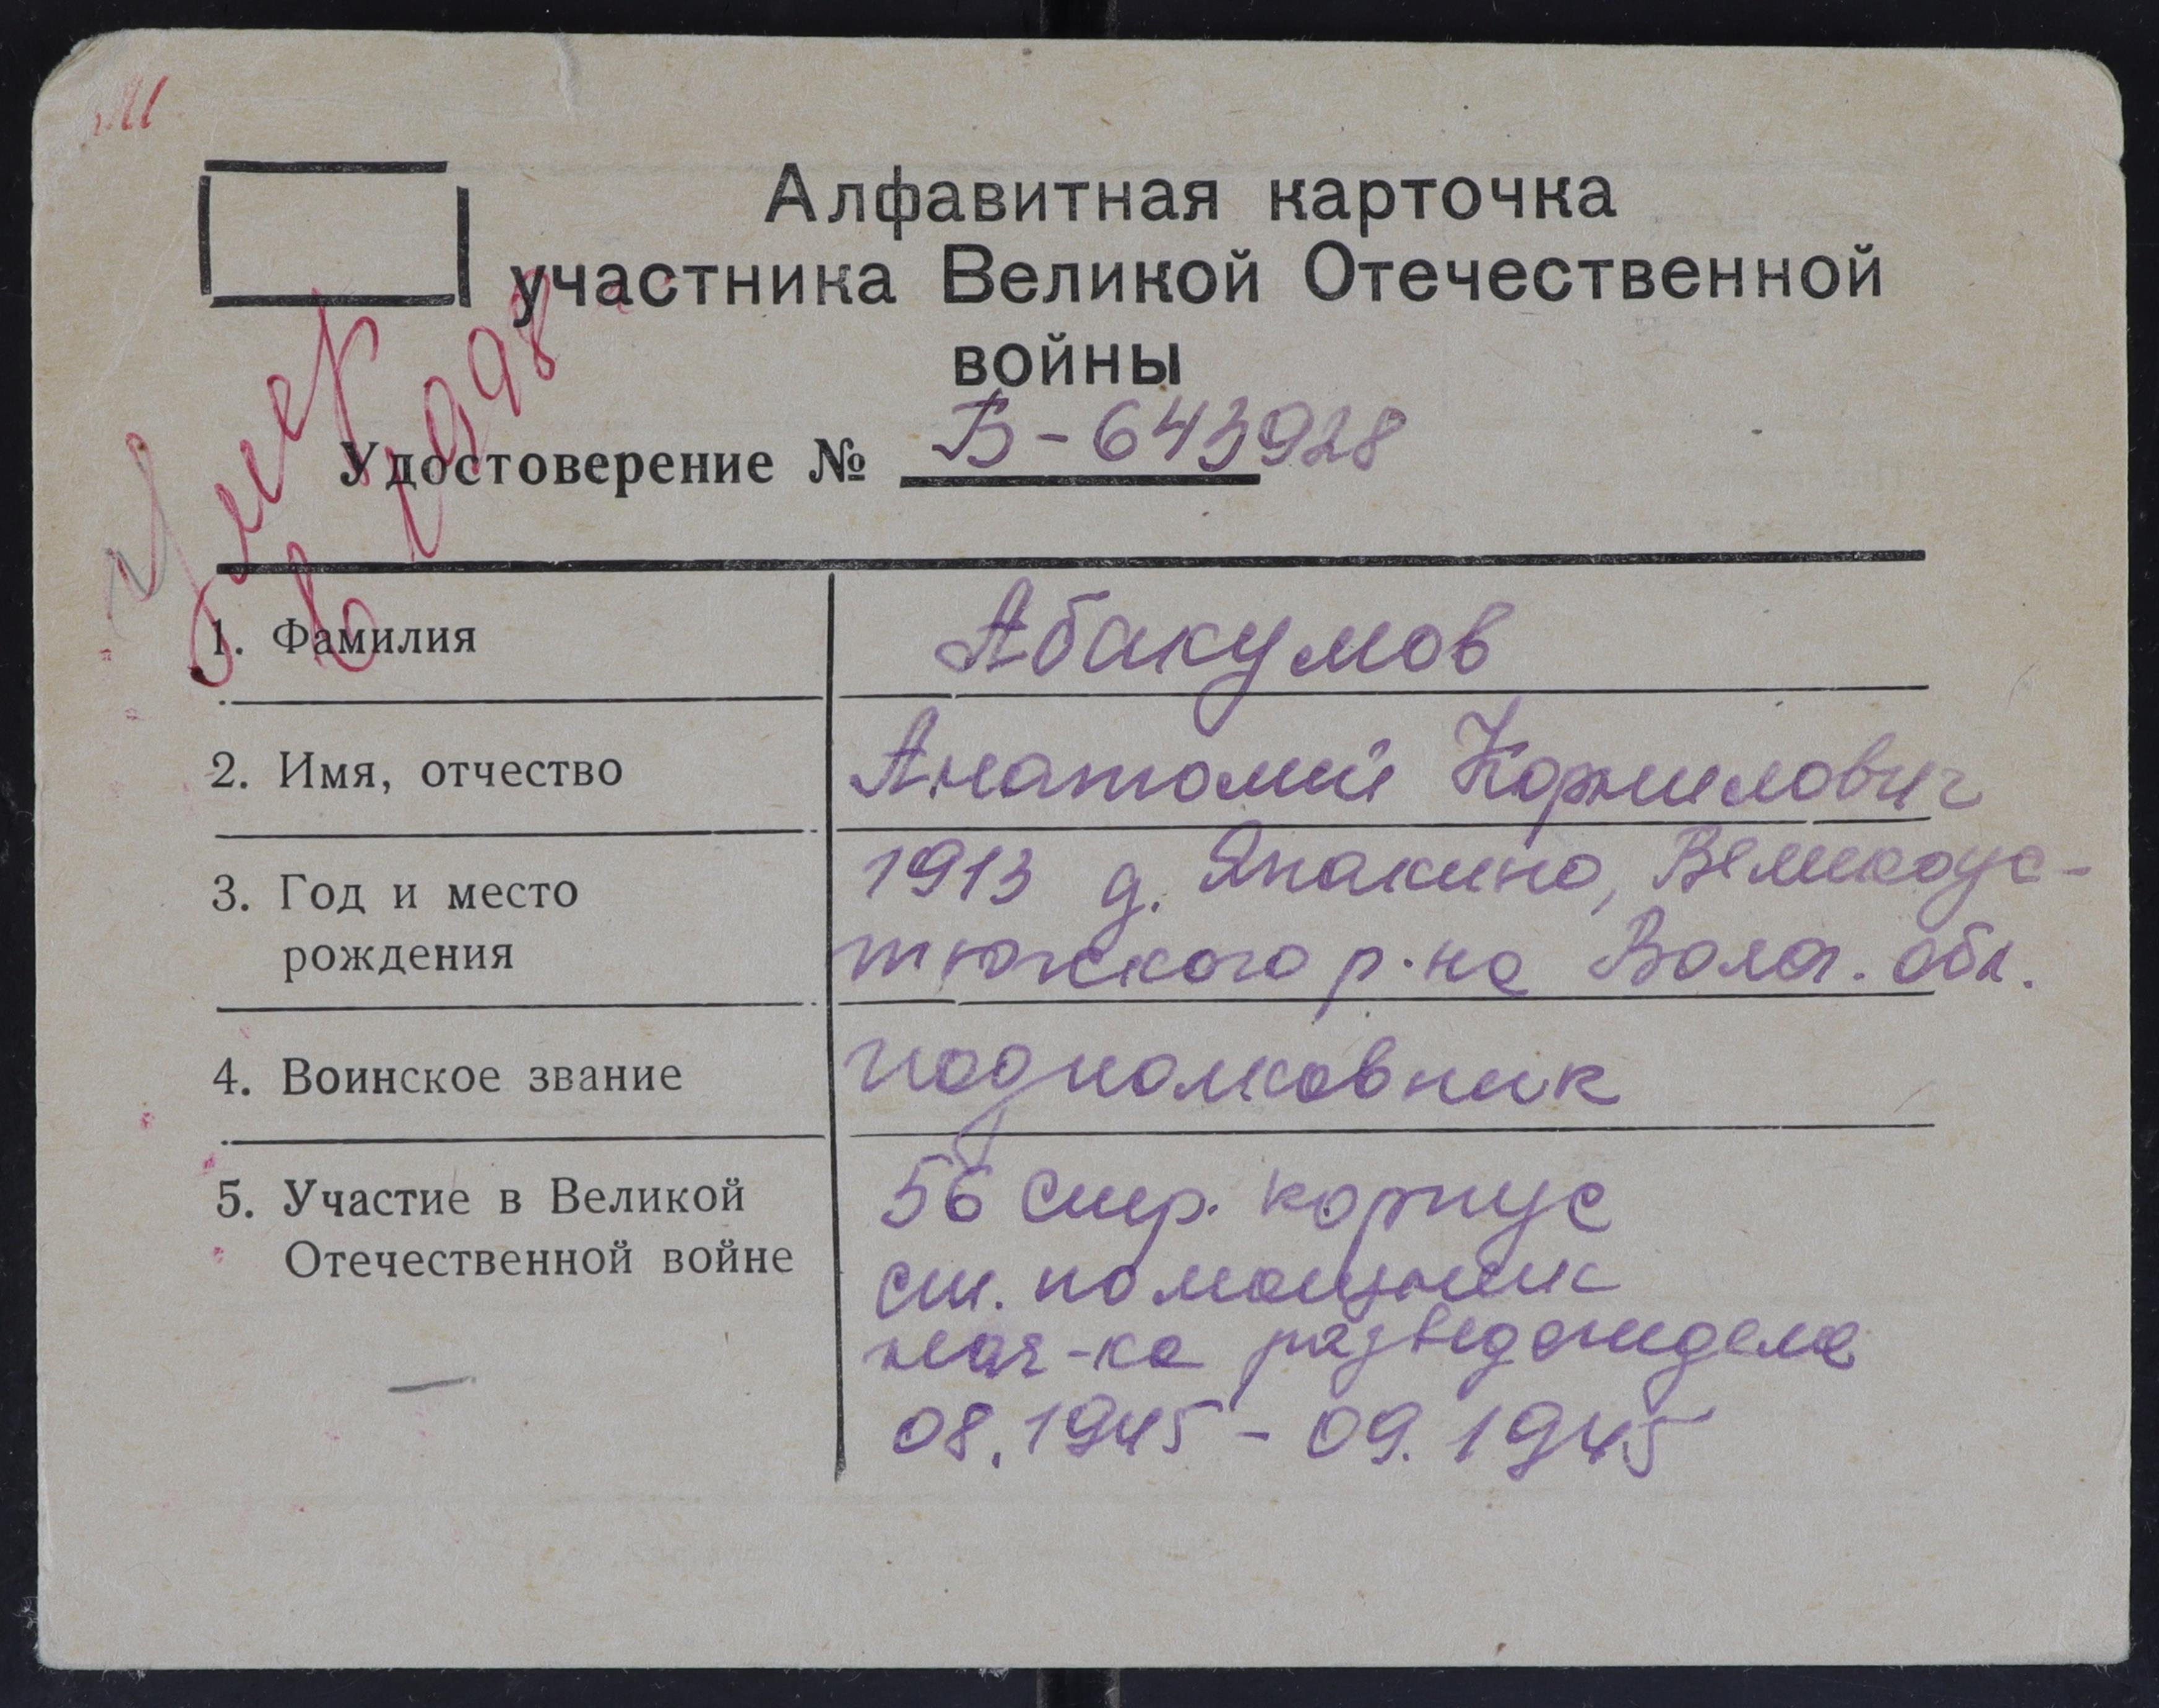 Алфавитная карточка
участника Великой Отечественной
войны
Удостоверение № Б-643928
Умер
в 1998
1. Фамилия Абакумов
2. Имя, отчество Анатолий Корнилович
3. Год и место 1913 д. Япакино, Великоус-
рождения тюжского р-на Волог. обл.
4. Воинское звание подполковник
5. Участие в Великой 56 стр. корпус
Отечественной войне ст. помощник
нач-ка разведотдела
08.1945 - 09.1945